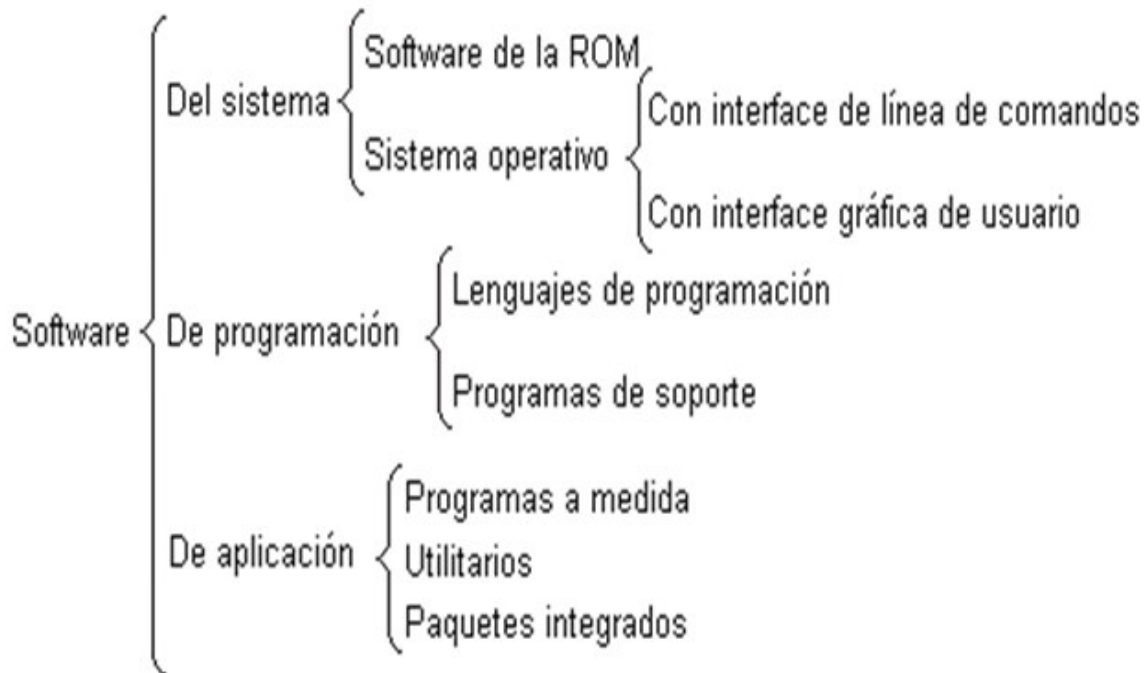 Software
Del sistema
Software de la ROM
Sistema operativo
Con interface de línea de comandos
Con interface gráfica de usuario
De programación
Lenguajes de programación
Programas de soporte
De aplicación
Programas a medida
Utilitarios
Paquetes integrados